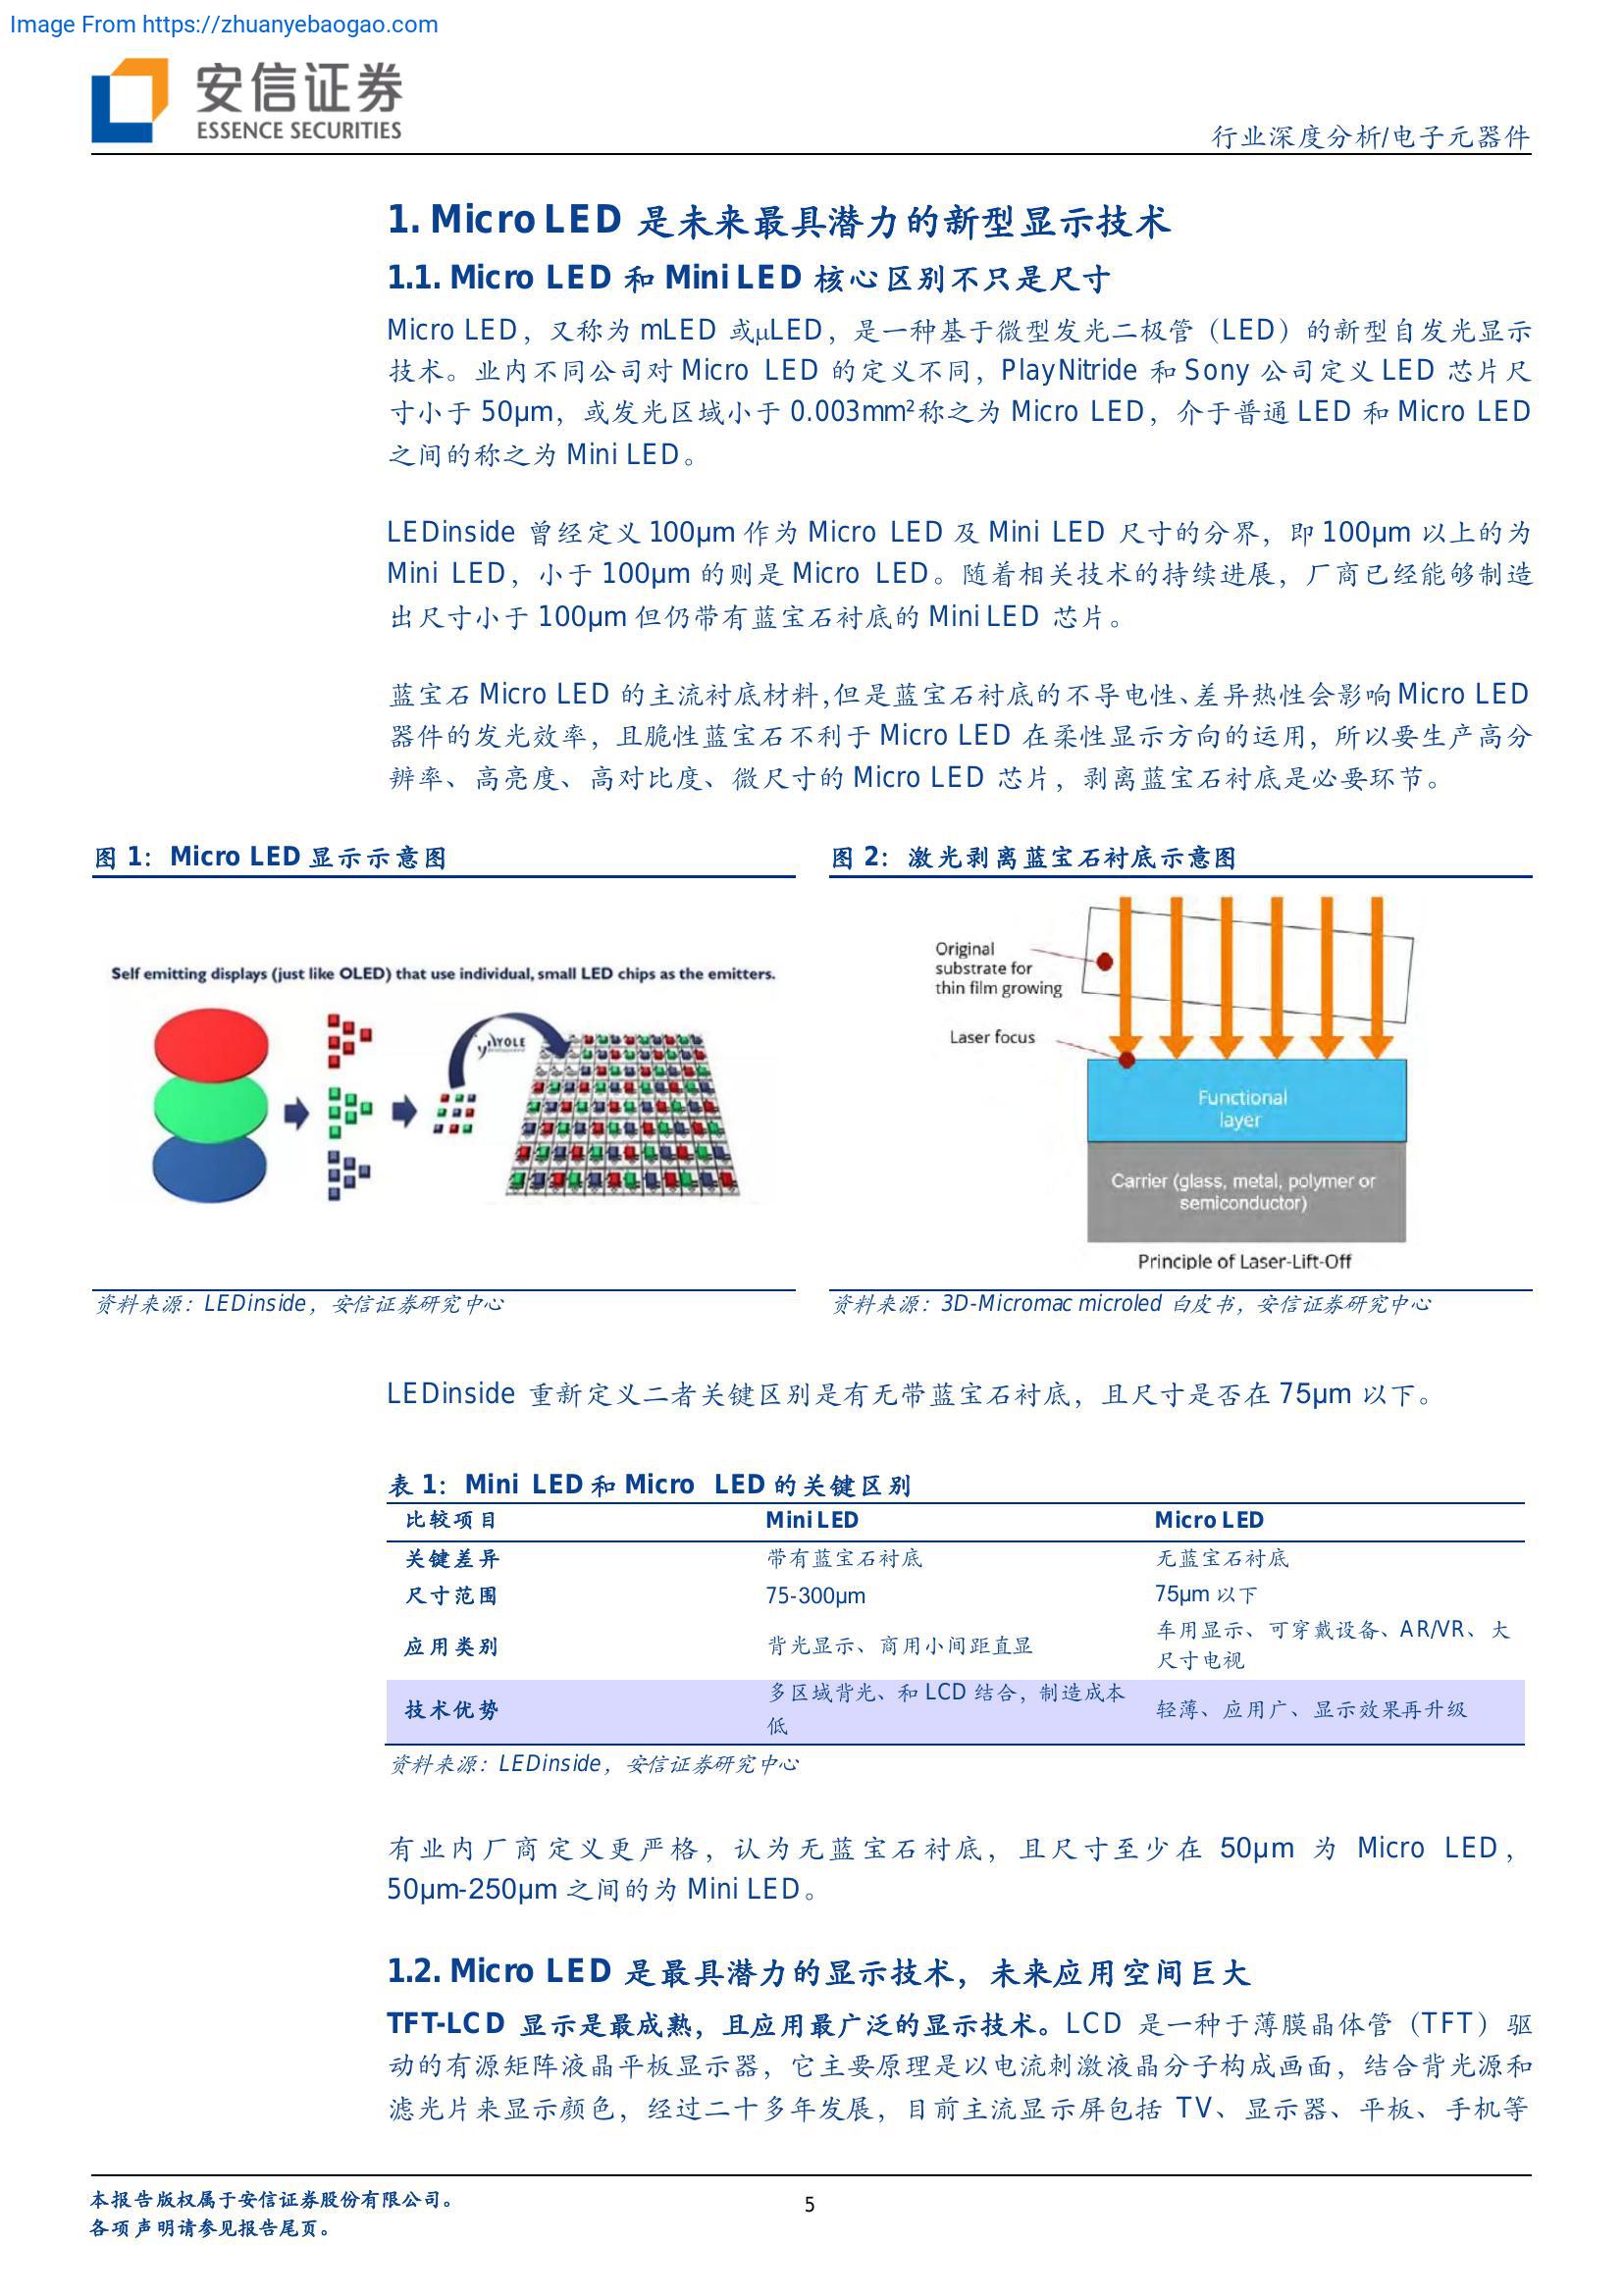 Image From https://zhuanyebaogao.com
安信证券
ESSENCE SECURITIES
行业深度分析/电子元器件
1. Micro LED 是未来最具潜力的新型显示技术
1.1. Micro LED 和 Mini LED 核心区别不只是尺寸
Micro LED，又称为 mLED 或μLED，是一种基于微型发光二极管（LED）的新型自发光显示
技术。业内不同公司对 Micro LED 的定义不同，PlayNitride 和 Sony 公司定义 LED 芯片尺
寸小于 50μm，或发光区域小于 0.003mm²称之为 Micro LED，介于普通 LED 和 Micro LED
之间的称之为 Mini LED。
LEDinside 曾经定义 100μm 作为 Micro LED 及 Mini LED 尺寸的分界，即 100μm 以上的为
Mini LED，小于 100μm 的则是 Micro LED。随着相关技术的持续进展，厂商已经能够制造
出尺寸小于 100μm 但仍带有蓝宝石衬底的 Mini LED 芯片。
蓝宝石 Micro LED 的主流衬底材料,但是蓝宝石衬底的不导电性、差异热性会影响 Micro LED
器件的发光效率，且脆性蓝宝石不利于 Micro LED 在柔性显示方向的运用，所以要生产高分
辨率、高亮度、高对比度、微尺寸的 Micro LED 芯片，剥离蓝宝石衬底是必要环节。
图 1：Micro LED 显示示意图
Self emitting displays (just like OLED) that use individual, small LED chips as the emitters.
YOLE
资料来源：LEDinside，安信证券研究中心
图 2：激光剥离蓝宝石衬底示意图
Original
substrate for
thin film growing
Laser focus
Functional
layer
Carrier (glass, metal, polymer or
semiconductor)
Principle of Laser-Lift-Off
资料来源：3D-Micromac microled 白皮书，安信证券研究中心
LEDinside 重新定义二者关键区别是有无带蓝宝石衬底，且尺寸是否在 75μm 以下。
表 1：Mini LED 和 Micro LED 的关键区别
比较项目 Mini LED Micro LED
关键差异 带有蓝宝石衬底 无蓝宝石衬底
尺寸范围 75-300μm 75μm 以下
应用类别 背光显示、商用小间距直显 车用显示、可穿戴设备、AR/VR、大
尺寸电视
技术优势 多区域背光、和 LCD 结合，制造成本
低 轻薄、应用广、显示效果再升级
资料来源：LEDinside，安信证券研究中心
有业内厂商定义更严格，认为无蓝宝石衬底，且尺寸至少在 50μm 为 Micro LED，
50μm-250μm 之间的为 Mini LED。
1.2. Micro LED 是最具潜力的显示技术，未来应用空间巨大
TFT-LCD 显示是最成熟，且应用最广泛的显示技术。LCD 是一种于薄膜晶体管（TFT）驱
动的有源矩阵液晶平板显示器，它主要原理是以电流刺激液晶分子构成画面，结合背光源和
滤光片来显示颜色，经过二十多年发展，目前主流显示屏包括 TV、显示器、平板、手机等
本报告版权属于安信证券股份有限公司。
各项声明请参见报告尾页。
5